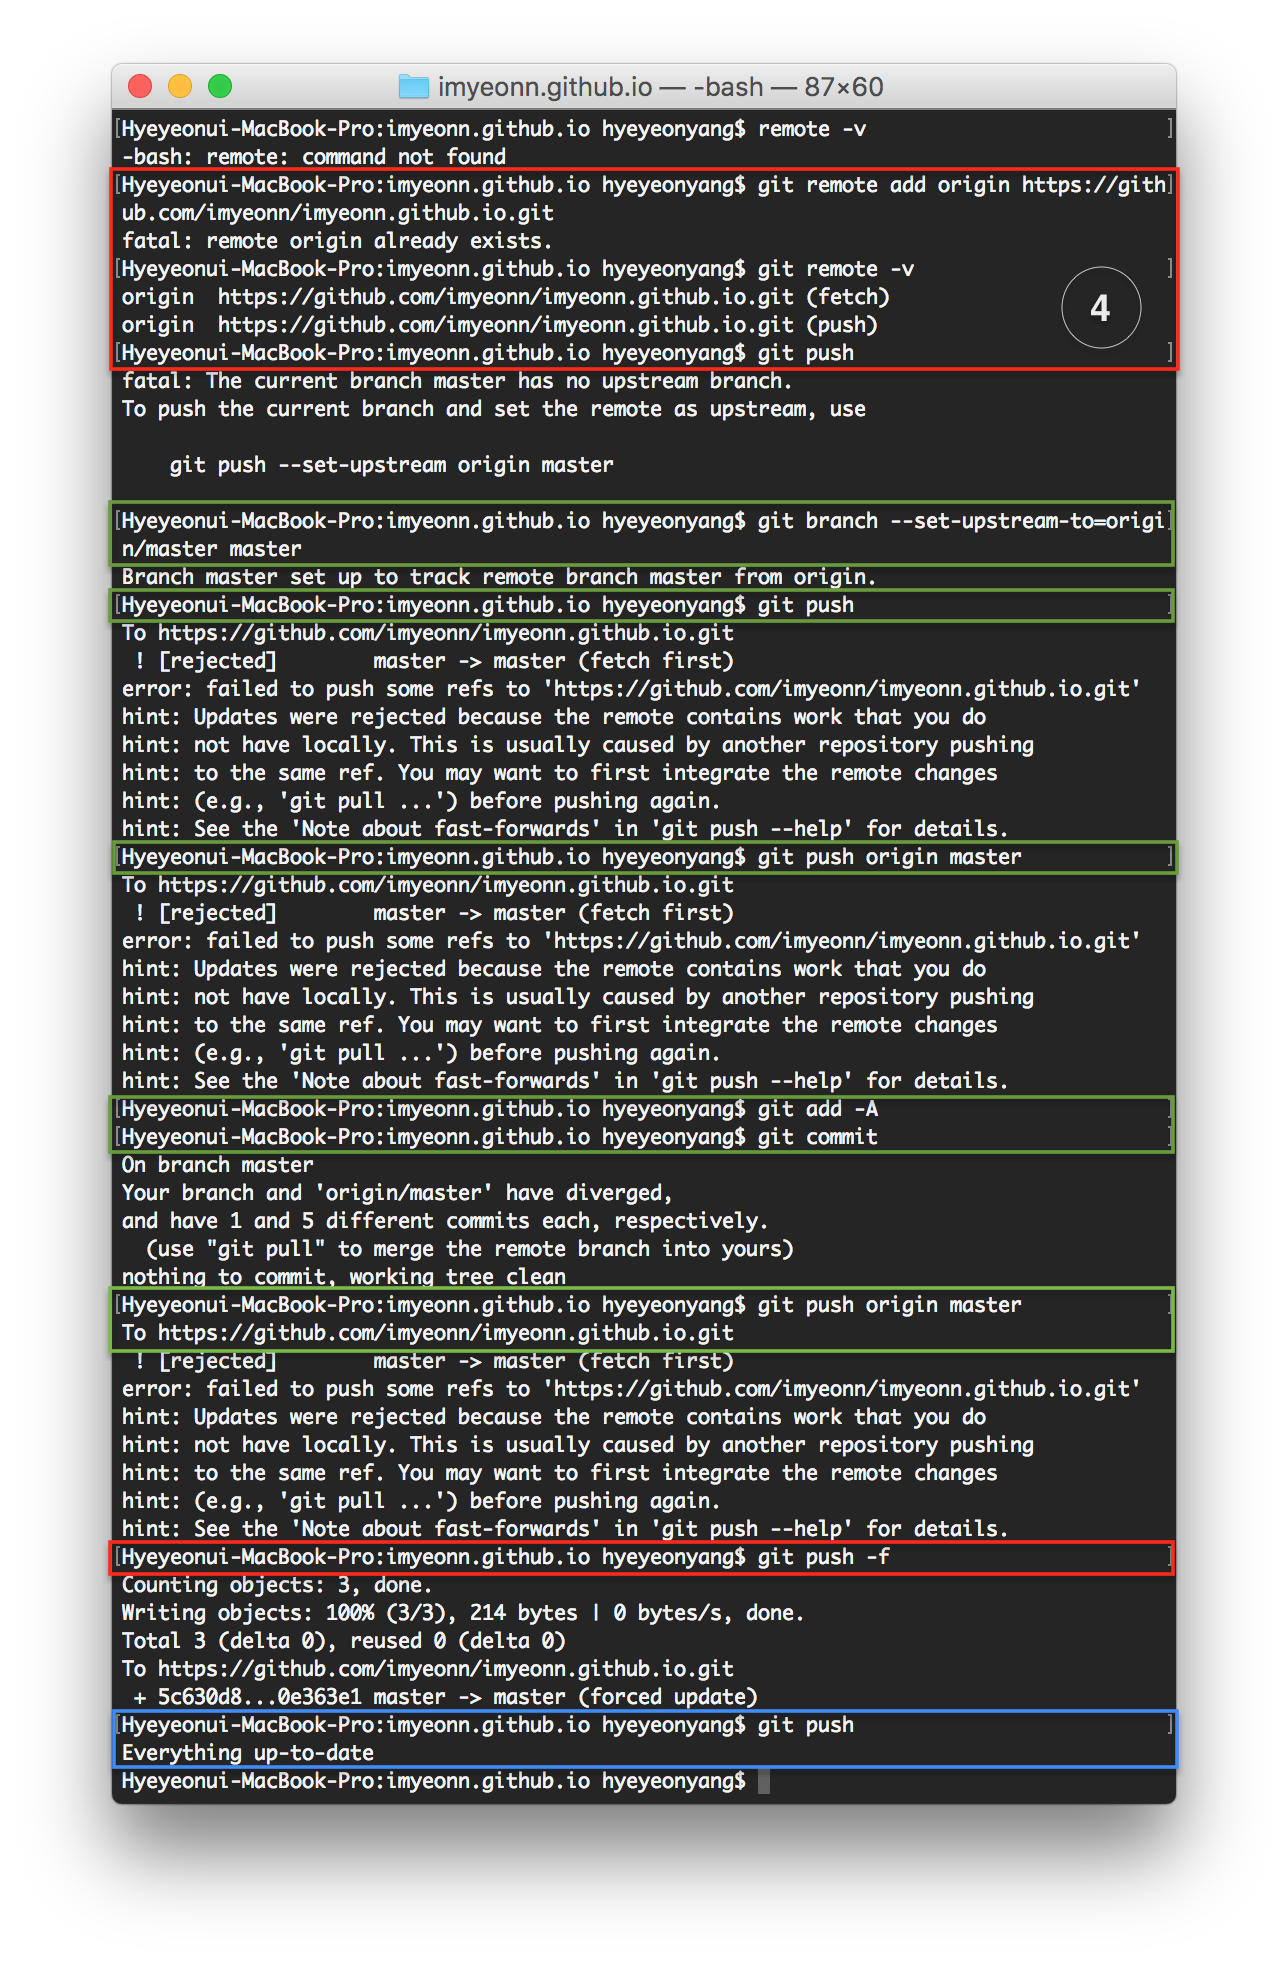 imyeonn.github.io — -bash — 87×60
[Hyeyeonui-MacBook-Pro:imyeonn.github.io hyeyeonyang$ remote -v ]
-bash: remote: command not found
[Hyeyeonui-MacBook-Pro:imyeonn.github.io hyeyeonyang$ git remote add origin https://gith]
ub.com/imyeonn/imyeonn.github.io.git
fatal: remote origin already exists.
[Hyeyeonui-MacBook-Pro:imyeonn.github.io hyeyeonyang$ git remote -v ]
origin  https://github.com/imyeonn/imyeonn.github.io.git (fetch)
4
origin  https://github.com/imyeonn/imyeonn.github.io.git (push)
[Hyeyeonui-MacBook-Pro:imyeonn.github.io hyeyeonyang$ git push ]
fatal: The current branch master has no upstream branch.
To push the current branch and set the remote as upstream, use
    git push --set-upstream origin master
[Hyeyeonui-MacBook-Pro:imyeonn.github.io hyeyeonyang$ git branch --set-upstream-to=origi]
n/master master
Branch master set up to track remote branch master from origin.
[Hyeyeonui-MacBook-Pro:imyeonn.github.io hyeyeonyang$ git push ]
To https://github.com/imyeonn/imyeonn.github.io.git
 ! [rejected]        master -> master (fetch first)
error: failed to push some refs to 'https://github.com/imyeonn/imyeonn.github.io.git'
hint: Updates were rejected because the remote contains work that you do
hint: not have locally. This is usually caused by another repository pushing
hint: to the same ref. You may want to first integrate the remote changes
hint: (e.g., 'git pull ...') before pushing again.
hint: See the 'Note about fast-forwards' in 'git push --help' for details.
[Hyeyeonui-MacBook-Pro:imyeonn.github.io hyeyeonyang$ git push origin master ]
To https://github.com/imyeonn/imyeonn.github.io.git
 ! [rejected]        master -> master (fetch first)
error: failed to push some refs to 'https://github.com/imyeonn/imyeonn.github.io.git'
hint: Updates were rejected because the remote contains work that you do
hint: not have locally. This is usually caused by another repository pushing
hint: to the same ref. You may want to first integrate the remote changes
hint: (e.g., 'git pull ...') before pushing again.
hint: See the 'Note about fast-forwards' in 'git push --help' for details.
[Hyeyeonui-MacBook-Pro:imyeonn.github.io hyeyeonyang$ git add -A ]
[Hyeyeonui-MacBook-Pro:imyeonn.github.io hyeyeonyang$ git commit ]
On branch master
Your branch and 'origin/master' have diverged,
and have 1 and 5 different commits each, respectively.
  (use "git pull" to merge the remote branch into yours)
nothing to commit, working tree clean
[Hyeyeonui-MacBook-Pro:imyeonn.github.io hyeyeonyang$ git push origin master ]
To https://github.com/imyeonn/imyeonn.github.io.git
 ! [rejected]        master -> master (fetch first)
error: failed to push some refs to 'https://github.com/imyeonn/imyeonn.github.io.git'
hint: Updates were rejected because the remote contains work that you do
hint: not have locally. This is usually caused by another repository pushing
hint: to the same ref. You may want to first integrate the remote changes
hint: (e.g., 'git pull ...') before pushing again.
hint: See the 'Note about fast-forwards' in 'git push --help' for details.
[Hyeyeonui-MacBook-Pro:imyeonn.github.io hyeyeonyang$ git push -f ]
Counting objects: 3, done.
Writing objects: 100% (3/3), 214 bytes | 0 bytes/s, done.
Total 3 (delta 0), reused 0 (delta 0)
To https://github.com/imyeonn/imyeonn.github.io.git
 + 5c630d8...0e363e1 master -> master (forced update)
[Hyeyeonui-MacBook-Pro:imyeonn.github.io hyeyeonyang$ git push ]
Everything up-to-date
Hyeyeonui-MacBook-Pro:imyeonn.github.io hyeyeonyang$